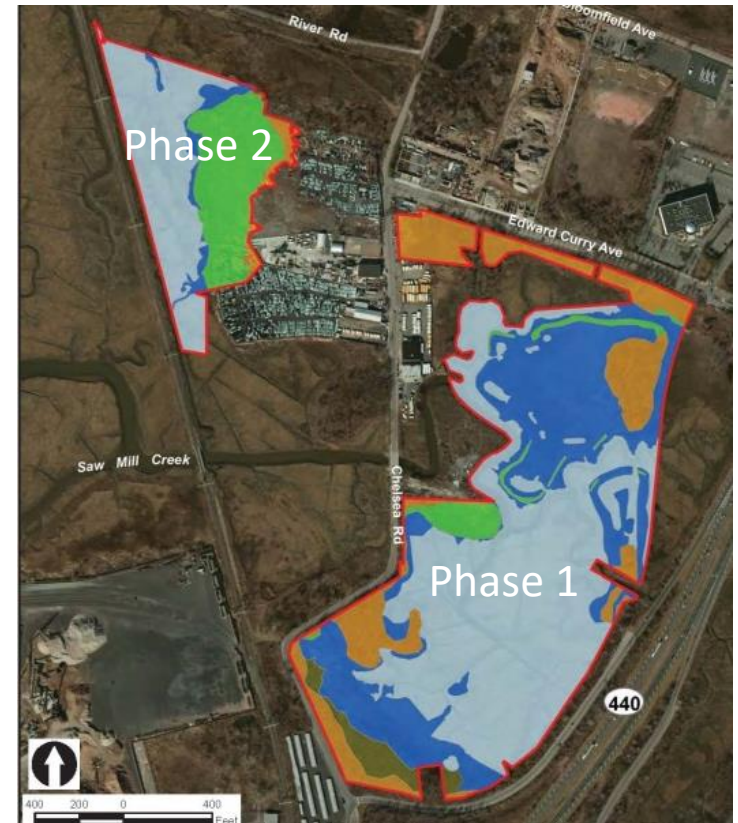 River Rd
Bloomfield Ave
Phase 2
Edward Curry Ave
Saw Mill Creek
Chelsea Rd
Phase 1
440
400 200 0 400
Feet